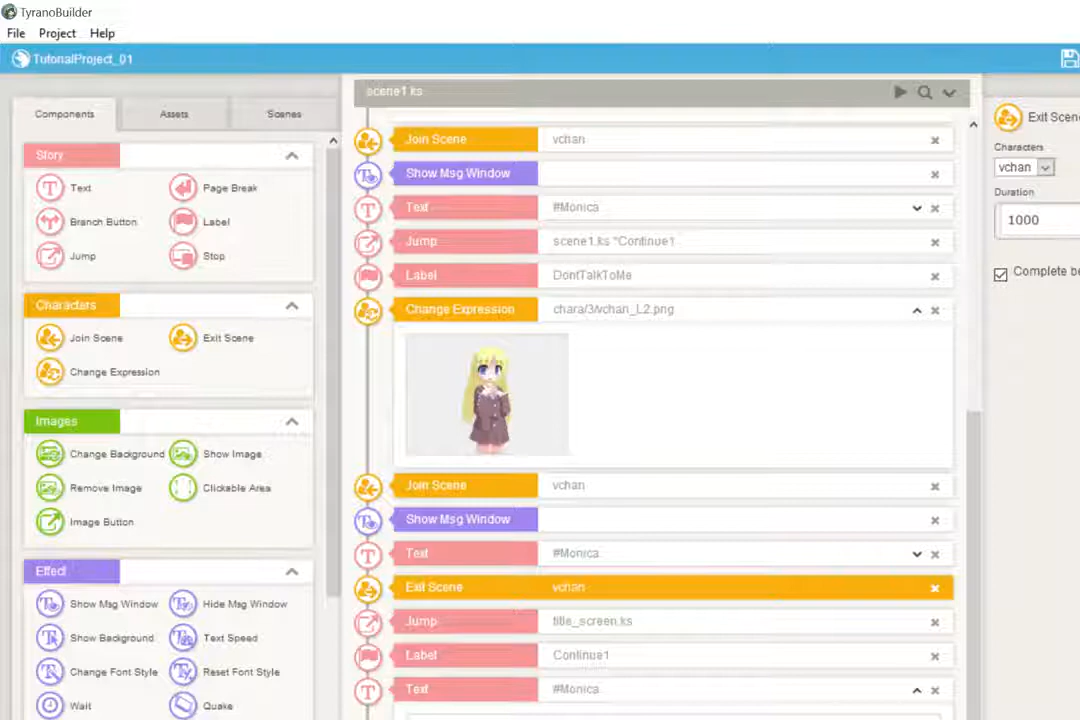 TyranoBuilder
File Project Help
TutorialProject_01
Components Assets Scenes
Story
Text Page Break
Branch Button Label
Jump Stop
Characters
Join Scene Exit Scene
Change Expression
Images
Change Background Show Image
Remove Image Clickable Area
Image Button
Effect
Show Msg Window Hide Msg Window
Show Background Text Speed
Change Font Style Reset Font Style
Wait Quake
scene1.ks
Join Scene vchan
Show Msg Window
Text #Monica
Jump scene1.ks *Continue1
Label DontTalkToMe
Change Expression chara/3/vchan_L2.png
Join Scene vchan
Show Msg Window
Text #Monica
Exit Scene vchan
Jump title_screen.ks
Label Continue1
Text #Monica
Exit Scene
Characters
vchan
Duration
1000
Complete be